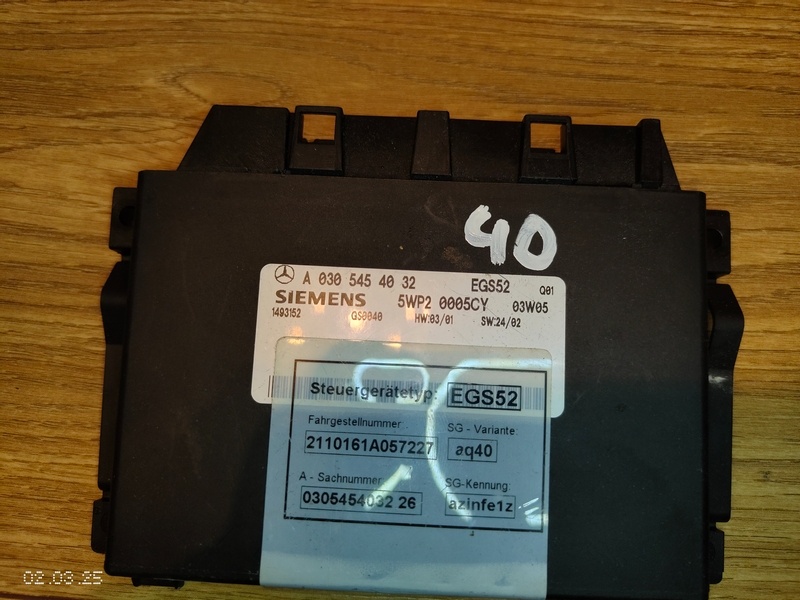 40
A 030 545 40 32 EGS52 Q01
SIEMENS 5WP2 0005CY 03W05
1493152 GS0040 HW:03/01 SW:24/02
Steuergerätetyp: EGS52
Fahrgestellnummer: SG - Variante:
2110161A057227 aq40
A - Sachnummer: SG-Kennung:
0305454032 26 azinfe1z
02.03.25